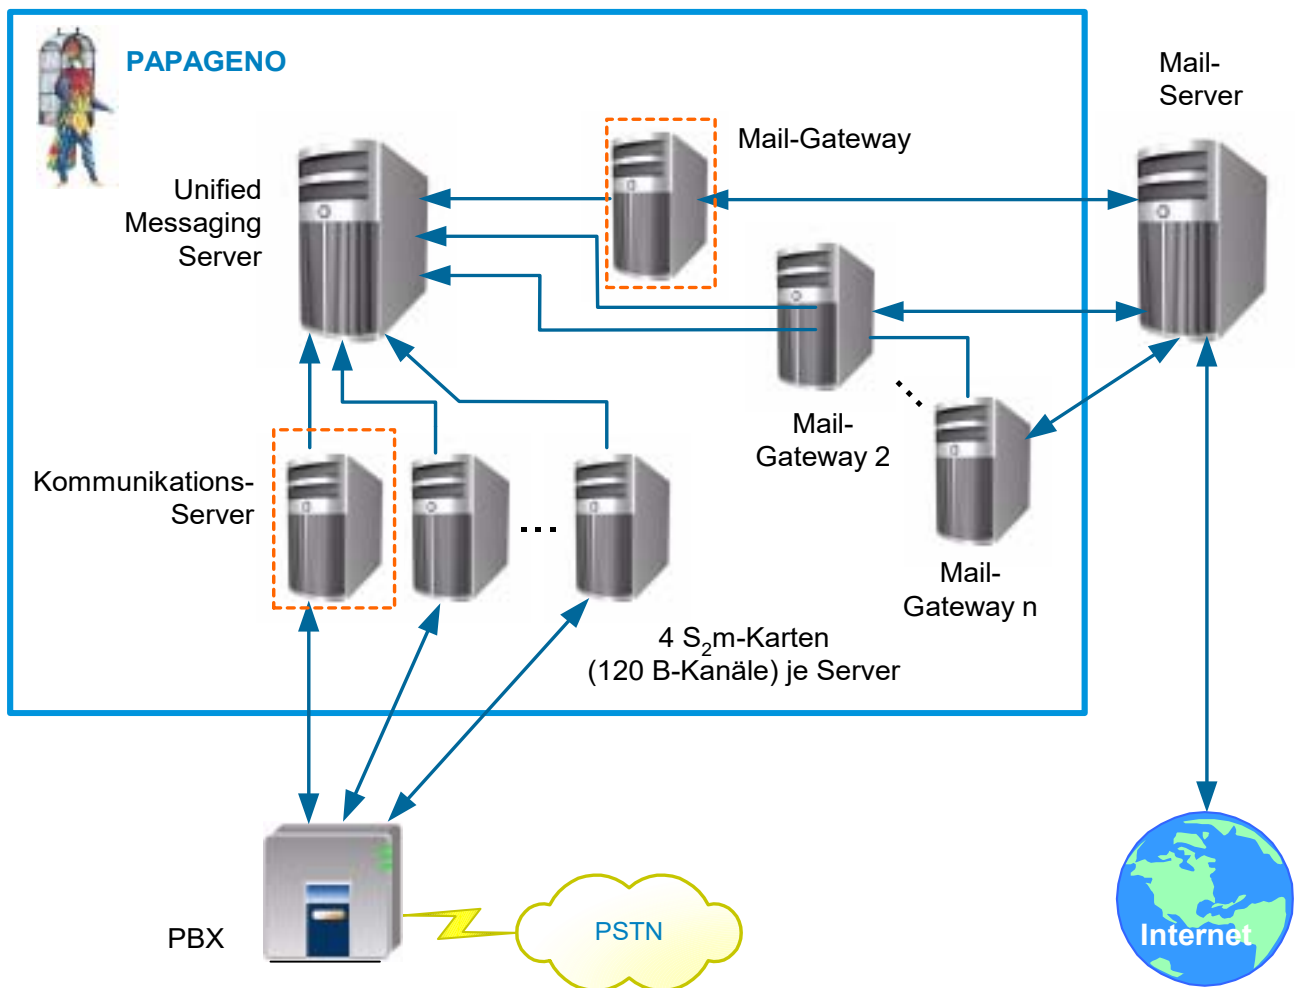 PAPAGENO
Mail-
Server
Mail-Gateway
Unified
Messaging
Server
Mail-
Gateway 2
Kommunikations-
Server
Mail-
Gateway n
4 S₂m-Karten
(120 B-Kanäle) je Server
PBX
PSTN
Internet